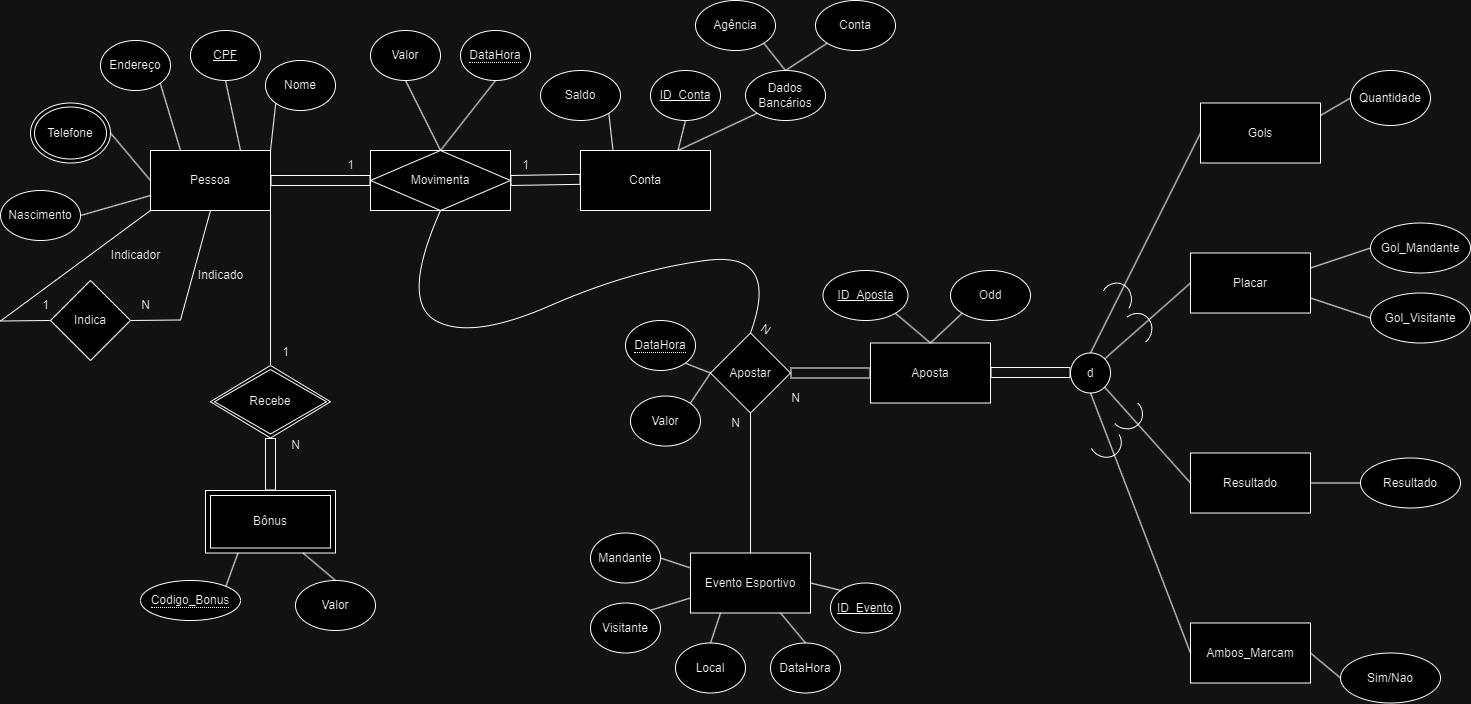 Agência
Conta
Endereço
CPF
Nome
Valor
DataHora
Saldo
ID_Conta
Dados
Bancários
Quantidade
Telefone
Gols
Pessoa
1
Movimenta
1
Conta
Nascimento
Indicador
Indicado
Gol_Mandante
Placar
Gol_Visitante
1
N
Indica
ID_Aposta
Odd
N
DataHora
1
Apostar
Aposta
d
Recebe
N
Valor
N
N
Resultado
Resultado
Bônus
Mandante
Evento Esportivo
Codigo_Bonus
Valor
ID_Evento
Visitante
Local
DataHora
Ambos_Marcam
Sim/Nao